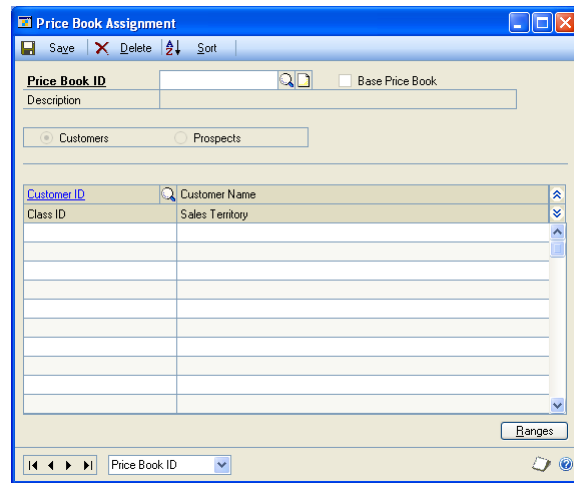 Price Book Assignment
Save Delete Sort
Price Book ID Base Price Book
Description
Customers Prospects
Customer ID Customer Name
Class ID Sales Territory
Ranges
Price Book ID